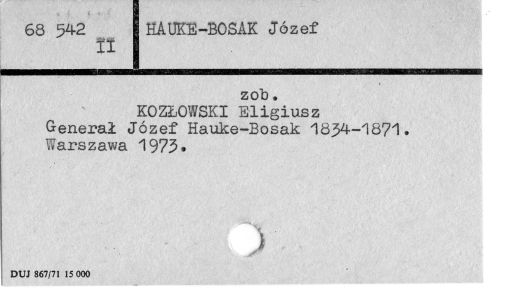 68 542
II
HAUKE-BOSAK Józef
zob.
KOZŁOWSKI Eligiusz
Generał Józef Hauke-Bosak 1834-1871.
Warszawa 1973.
DUJ 867/71 15 000